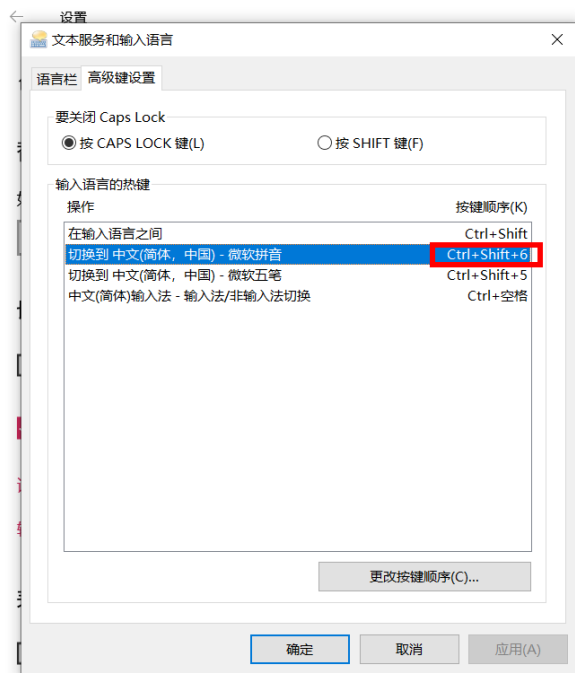 设置
文本服务和输入语言
语言栏 高级键设置
要关闭 Caps Lock
按 CAPS LOCK 键(L) 按 SHIFT 键(F)
输入语言的热键
操作 按键顺序(K)
在输入语言之间 Ctrl+Shift
切换到 中文(简体，中国) - 微软拼音 Ctrl+Shift+6
切换到 中文(简体，中国) - 微软五笔 Ctrl+Shift+5
中文(简体)输入法 - 输入法/非输入法切换 Ctrl+空格
更改按键顺序(C)...
确定 取消 应用(A)